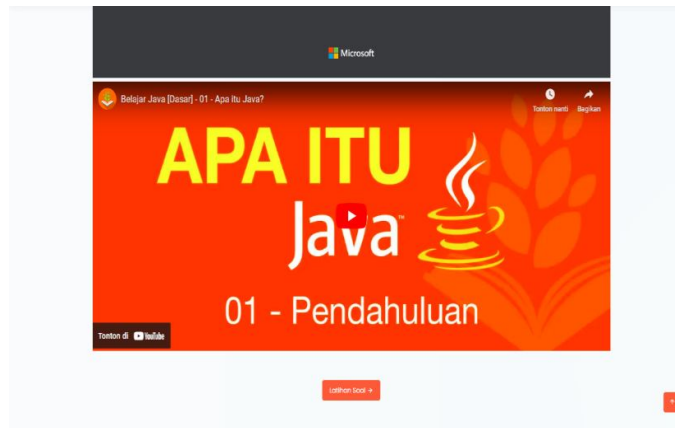 Microsoft
Belajar Java [Dasar] - 01 - Apa itu Java?
Tonton nanti
Bagikan
APA ITU
Java™
01 - Pendahuluan
Tonton di YouTube
Latihan Soal →